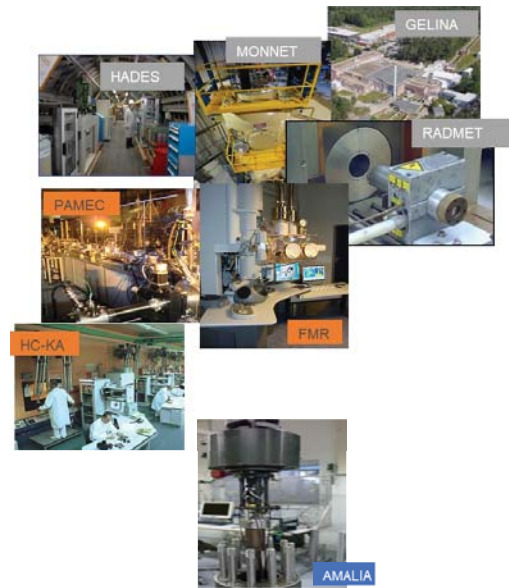 GELINA
MONNET
HADES
RADMET
PAMEC
FMR
HC-KA
AMALIA